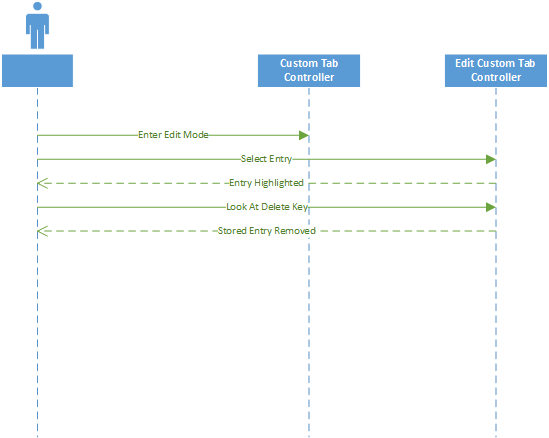 Custom Tab
Controller
Edit Custom Tab
Controller
Enter Edit Mode
Select Entry
Entry Highlighted
Look At Delete Key
Stored Entry Removed